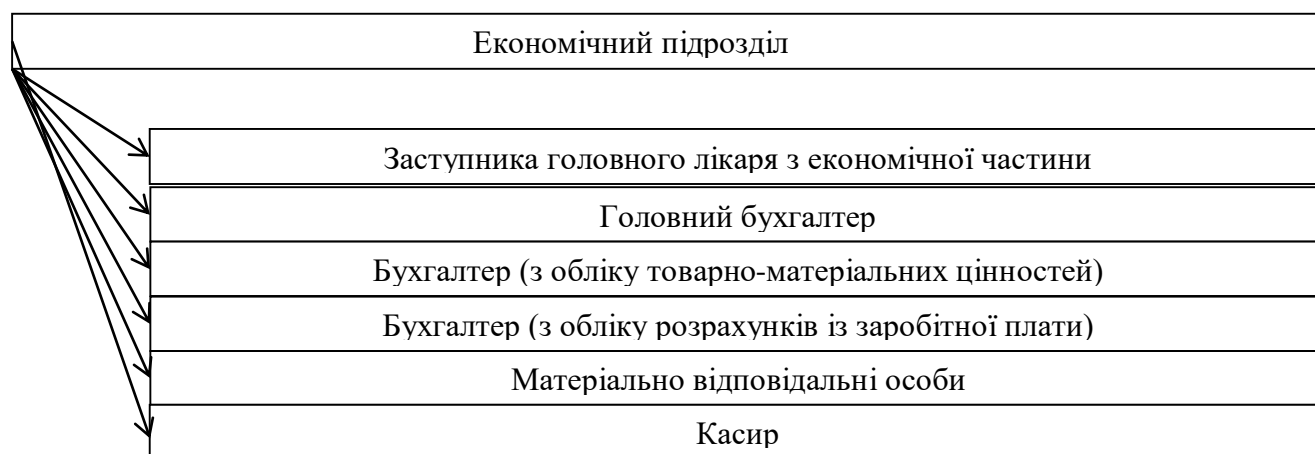 Економічний підрозділ
Заступника головного лікаря з економічної частини
Головний бухгалтер
Бухгалтер (з обліку товарно-матеріальних цінностей)
Бухгалтер (з обліку розрахунків із заробітної плати)
Матеріально відповідальні особи
Касир